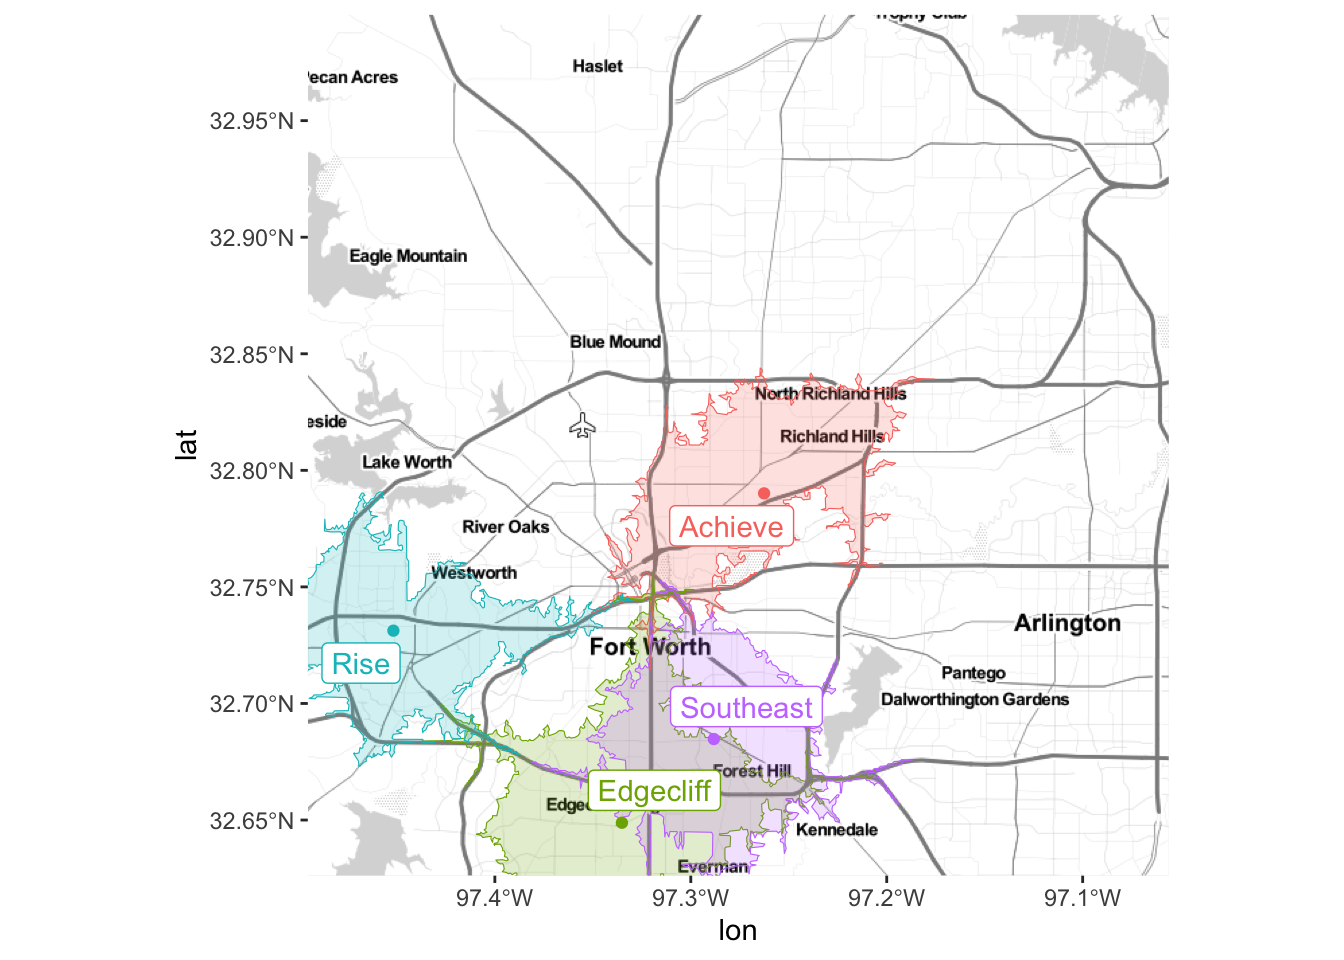 Trophy Club
Haslet
Pecan Acres
32.95°N
32.90°N
Eagle Mountain
Blue Mound
32.85°N
North Richland Hills
eside
Richland Hills
lat
Lake Worth
32.80°N
River Oaks
Achieve
Westworth
32.75°N
Arlington
Fort Worth
Rise
Pantego
32.70°N
Dalworthington Gardens
Southeast
Forest Hill
Edgecliff
Edgec
Kennedale
32.65°N
Everman
97.4°W
97.3°W
97.2°W
97.1°W
lon